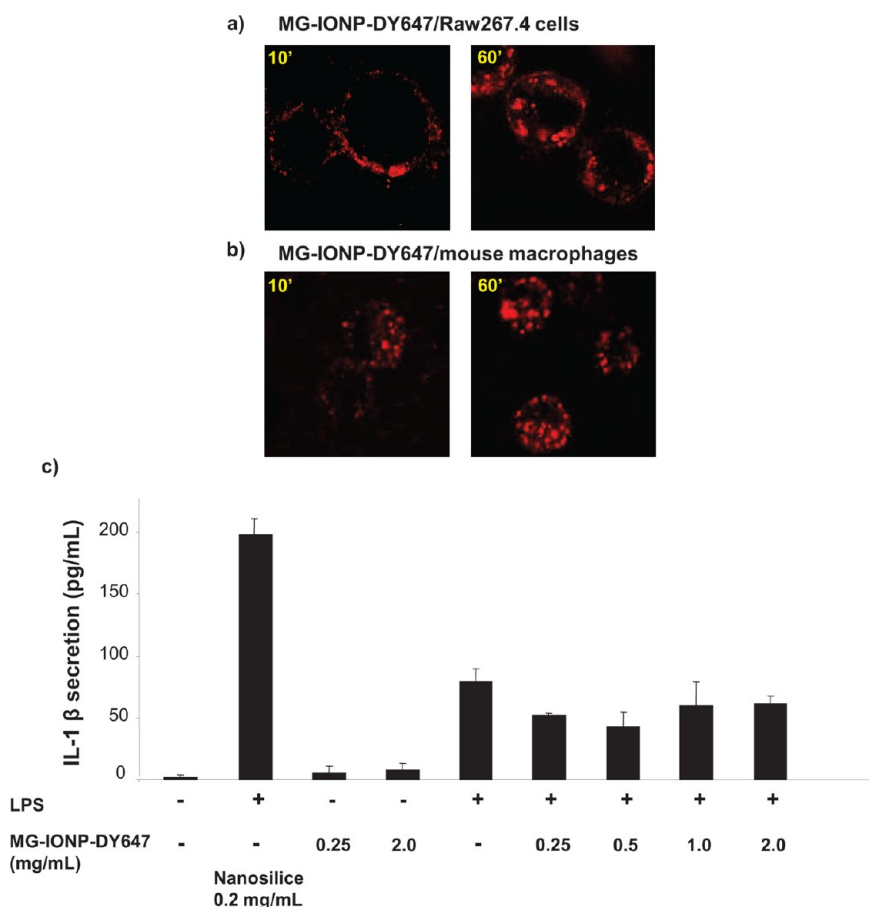 a) MG-IONP-DY647/Raw267.4 cells
10’ 60’
b) MG-IONP-DY647/mouse macrophages
10’ 60’
c)
IL-1 β secretion (pg/mL)
200
150
100
50
0
LPS - + - - + + + + +
MG-IONP-DY647 - - 0.25 2.0 - 0.25 0.5 1.0 2.0
(mg/mL)
Nanosilice
0.2 mg/mL